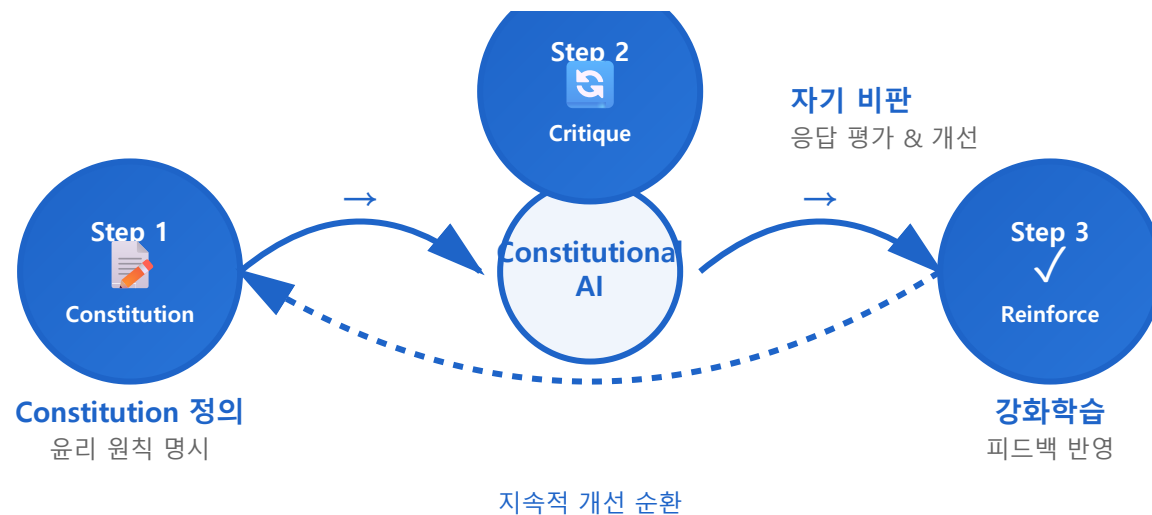 Step 1
Constitution
Constitution 정의
윤리 원칙 명시
→
Step 2
Critique
Constitutional
AI
자기 비판
응답 평가 & 개선
→
Step 3
✓
Reinforce
강화학습
피드백 반영
지속적 개선 순환